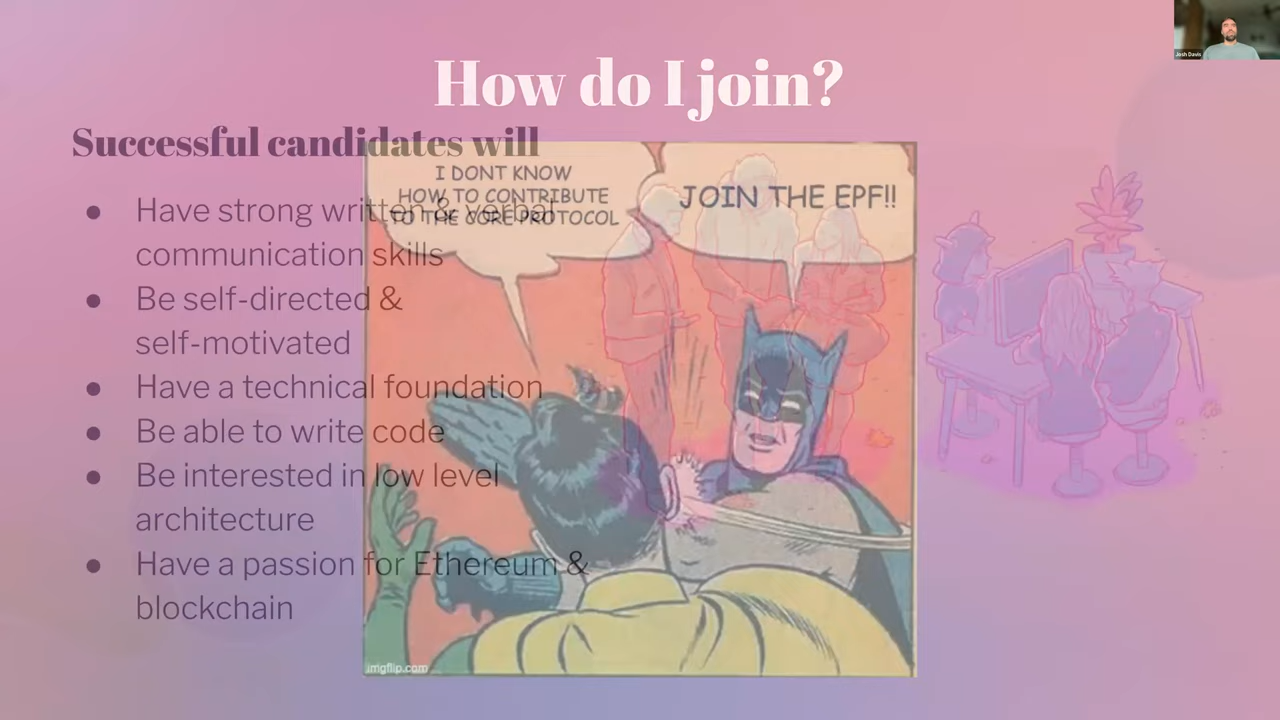 How do I join?
Successful candidates will
● Have strong written & verbal
communication skills
● Be self-directed &
self-motivated
● Have a technical foundation
● Be able to write code
● Be interested in low level
architecture
● Have a passion for Ethereum &
blockchain
I DONT KNOW
HOW TO CONTRIBUTE
TO THE CORE PROTOCOL
JOIN THE EPF!!
imgflip.com
Josh Davis